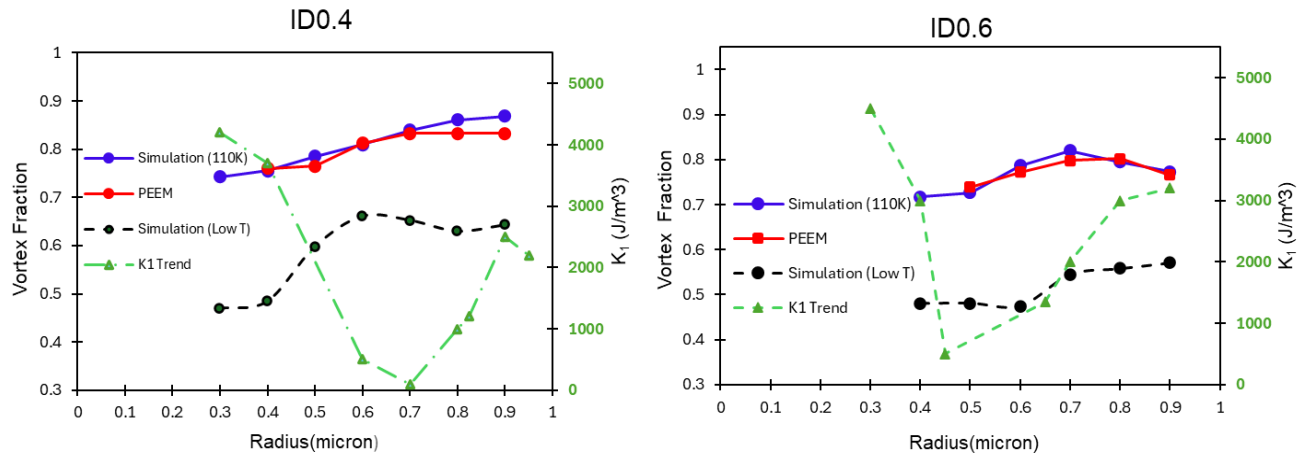 ID0.4
1
0.9
0.8
0.7
0.6
0.5
0.4
0.3
Vortex Fraction
5000
4000
3000
2000
1000
0
K1 (J/m^3)
Simulation (110K)
PEEM
Simulation (Low T)
K1 Trend
0 0.1 0.2 0.3 0.4 0.5 0.6 0.7 0.8 0.9 1
Radius(micron)
ID0.6
1
0.9
0.8
0.7
0.6
0.5
0.4
0.3
Vortex Fraction
5000
4000
3000
2000
1000
0
K1 (J/m^3)
Simulation (110K)
PEEM
Simulation (Low T)
K1 Trend
0 0.1 0.2 0.3 0.4 0.5 0.6 0.7 0.8 0.9 1
Radius(micron)